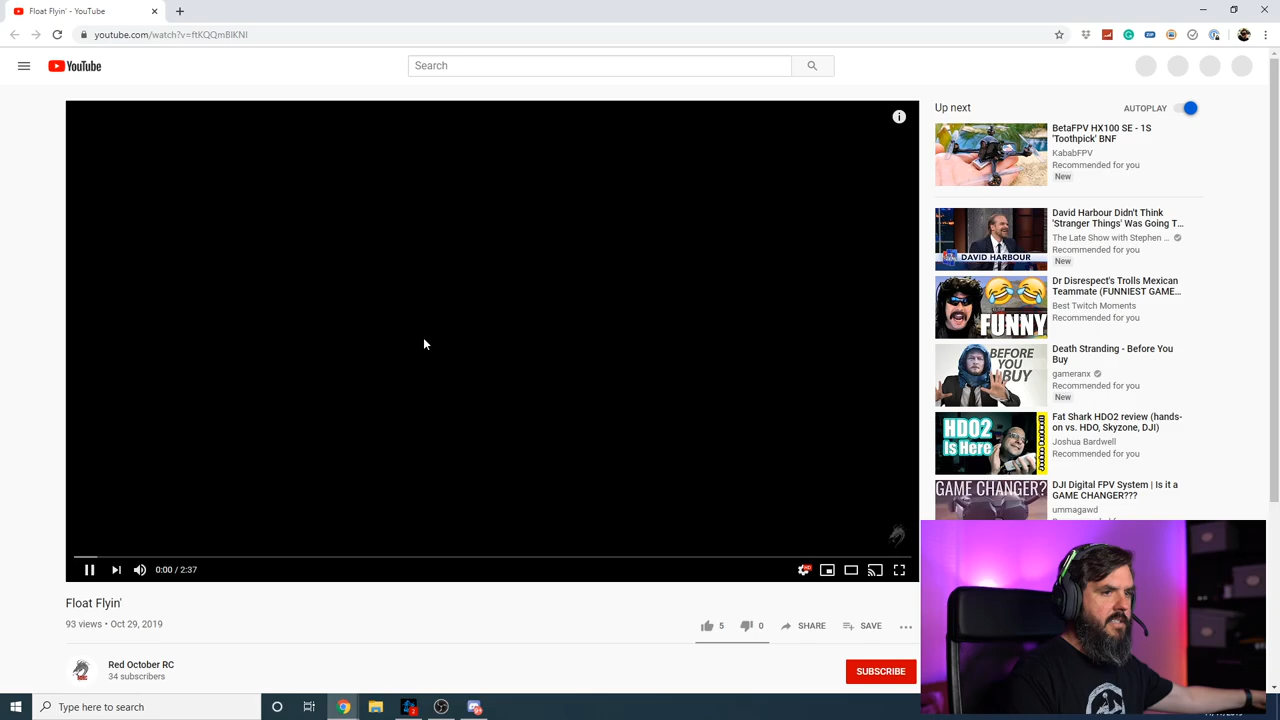 Float Flyin' - YouTube
youtube.com/watch?v=ftKQQmBlKNI
YouTube
Search
Up next
AUTOPLAY
BetaFPV HX100 SE - 1S
'Toothpick' BNF
KababFPV
Recommended for you
New
DAVID HARBOUR
David Harbour Didn't Think
'Stranger Things' Was Going T...
The Late Show with Stephen ...
Recommended for you
New
FUNNY
Dr Disrespect's Trolls Mexican
Teammate (FUNNIEST GAME...
Best Twitch Moments
Recommended for you
BEFORE
YOU
BUY
Death Stranding - Before You
Buy
gameranx
Recommended for you
New
HDO2
Is Here
Joshua Bardwell
Fat Shark HDO2 review (hands-
on vs. HDO, Skyzone, DJI)
Joshua Bardwell
Recommended for you
GAME CHANGER?
DJI Digital FPV System | Is it a
GAME CHANGER???
ummagawd
0:00 / 2:37
HD
Float Flyin'
93 views • Oct 29, 2019
5
0
SHARE
SAVE
Red October RC
34 subscribers
SUBSCRIBE
Type here to search
2